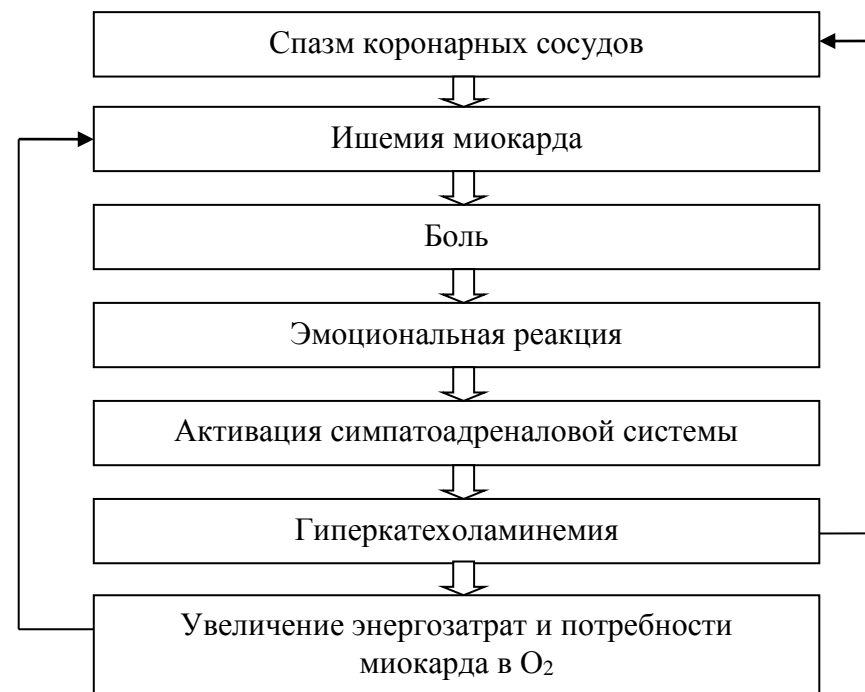 Спазм коронарных сосудов
Ишемия миокарда
Боль
Эмоциональная реакция
Активация симпатоадреналовой системы
Гиперкатехоламинемия
Увеличение энергозатрат и потребности
миокарда в O₂